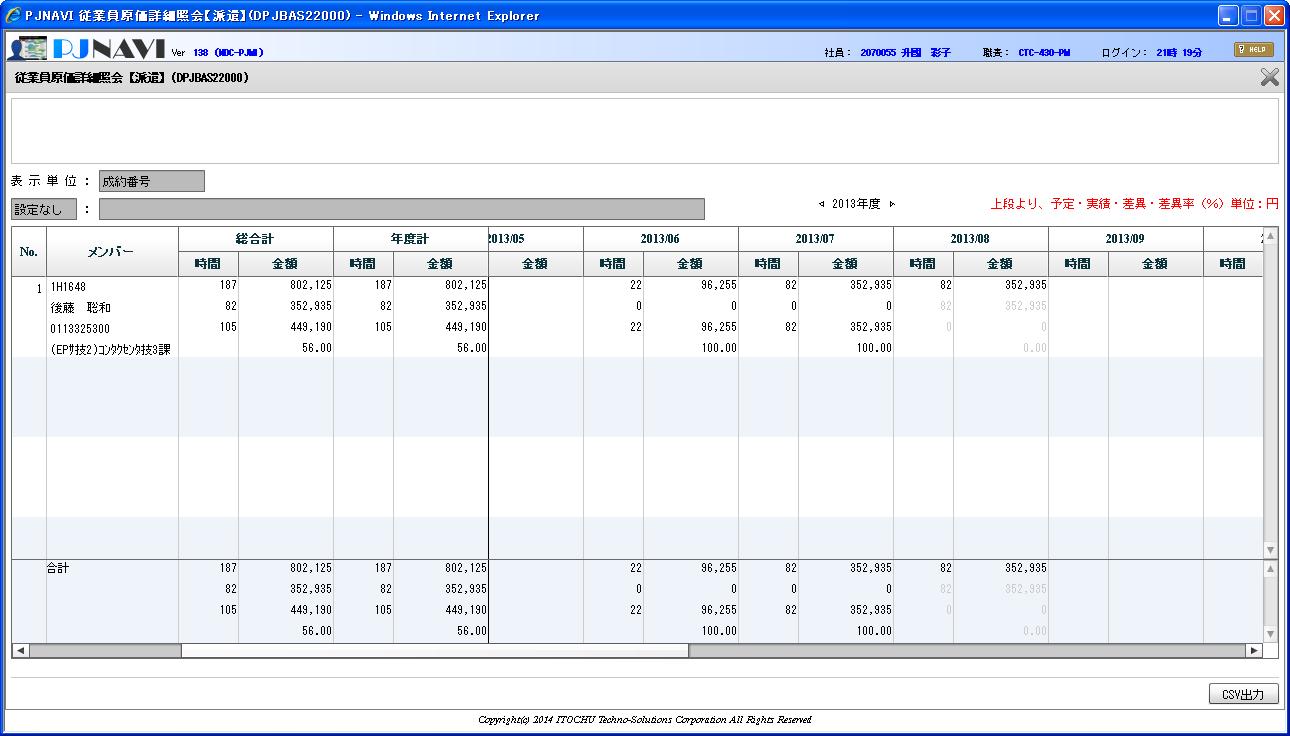 PJNAVI 従業員原価詳細照会【派遣】(DPJBAS22000) - Windows Internet Explorer
PJNAVI Ver 138 (NDC-PJMI) 社員： 2070055 升國 彩子 職責： CTC-430-PM ログイン： 21時 19分 ? HELP
従業員原価詳細照会【派遣】(DPJBAS22000)
表 示 単 位 ： 成約番号
設定なし ： 2013年度 上段より、予定・実績・差異・差異率（%）単位：円
No. メンバー 総合計 年度計 2013/05 2013/06 2013/07 2013/08 2013/09
時間 金額 時間 金額 金額 時間 金額 時間 金額 時間 金額 時間 金額 時間
1 1H1648 187 802,125 187 802,125 22 96,255 82 352,935 82 352,935
後藤 聡和 82 352,935 82 352,935 0 0 0 0 82 352,935
0113325300 105 449,190 105 449,190 22 96,255 82 352,935 0 0
(EPｻ技2)ｺﾝﾀｸｾﾝﾀ技3課 56.00 56.00 100.00 100.00 0.00
合計 187 802,125 187 802,125 22 96,255 82 352,935 82 352,935
82 352,935 82 352,935 0 0 0 0 82 352,935
105 449,190 105 449,190 22 96,255 82 352,935 0 0
56.00 56.00 100.00 100.00 0.00
CSV出力
Copyright(c) 2014 ITOCHU Techno-Solutions Corporation All Rights Reserved